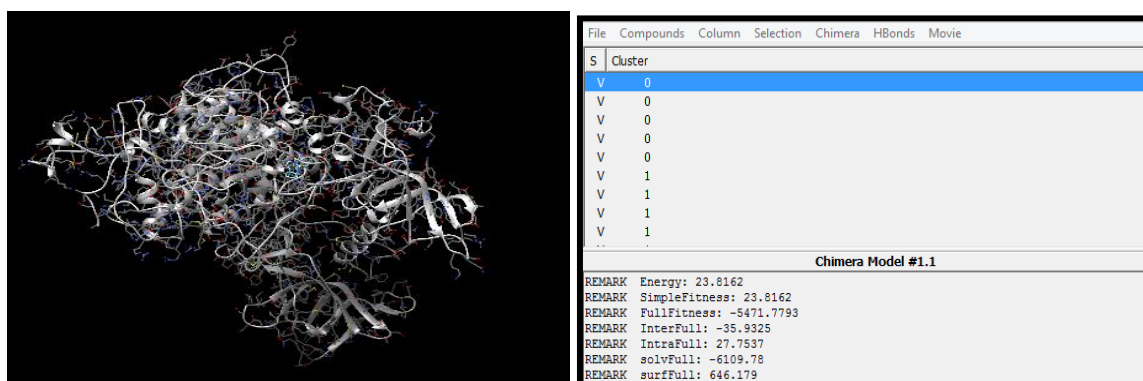 File Compounds Column Selection Chimera HBonds Movie
S Cluster
V 0
V 0
V 0
V 0
V 0
V 1
V 1
V 1
V 1
Chimera Model #1.1
REMARK Energy: 23.8162
REMARK SimpleFitness: 23.8162
REMARK FullFitness: -5471.7793
REMARK InterFull: -35.9325
REMARK IntraFull: 27.7537
REMARK solvFull: -6109.78
REMARK surfFull: 646.179